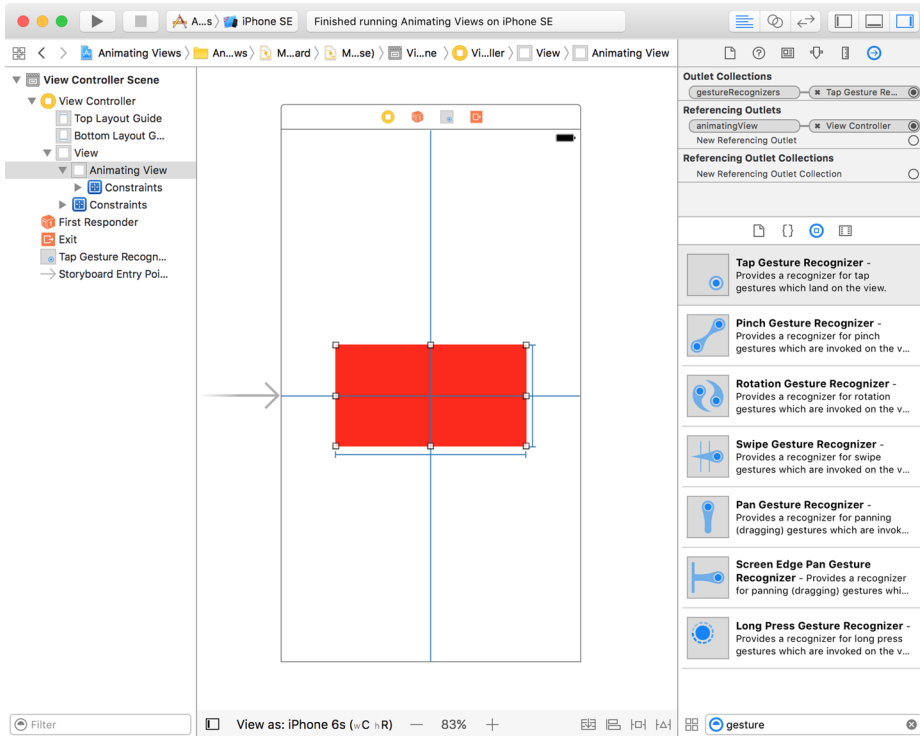 A...s) iPhone SE Finished running Animating Views on iPhone SE
Animating Views An...ws M...ard M...se) Vi...ne Vi...ller View Animating View
View Controller Scene
View Controller
Top Layout Guide
Bottom Layout G...
View
Animating View
Constraints
Constraints
First Responder
Exit
Tap Gesture Recogn...
Storyboard Entry Poi...
Filter
View as: iPhone 6s (wC hR) — 83% +
Outlet Collections
gestureRecognizers Tap Gesture Re...
Referencing Outlets
animatingView View Controller
New Referencing Outlet
Referencing Outlet Collections
New Referencing Outlet Collection
{}
Tap Gesture Recognizer -
Provides a recognizer for tap
gestures which land on the view.
Pinch Gesture Recognizer -
Provides a recognizer for pinch
gestures which are invoked on the v...
Rotation Gesture Recognizer -
Provides a recognizer for rotation
gestures which are invoked on the v...
Swipe Gesture Recognizer -
Provides a recognizer for swipe
gestures which are invoked on the v...
Pan Gesture Recognizer -
Provides a recognizer for panning
(dragging) gestures which are invok...
Screen Edge Pan Gesture
Recognizer - Provides a recognizer
for panning (dragging) gestures whi...
Long Press Gesture Recognizer -
Provides a recognizer for long press
gestures which are invoked on the v...
gesture